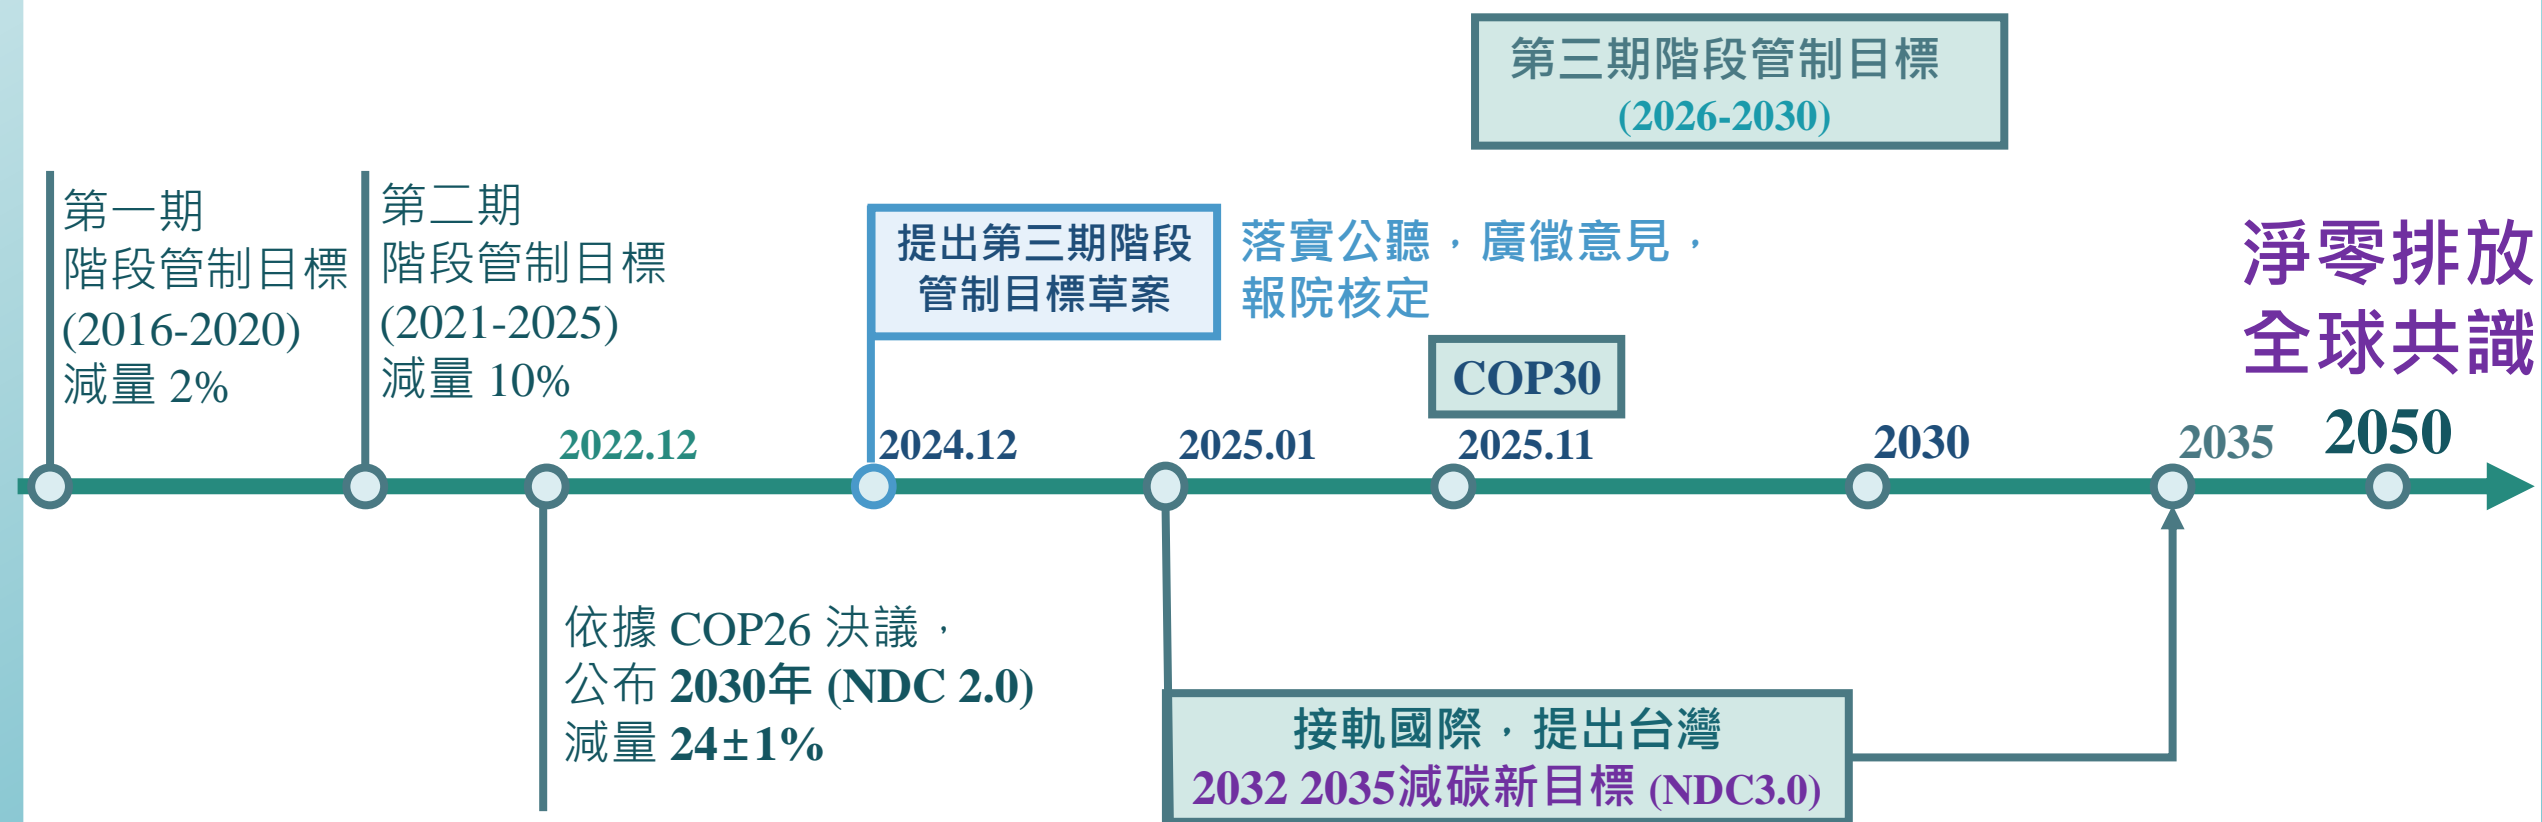 第三期階段管制目標
(2026-2030)
第一期
階段管制目標
(2016-2020)
減量 2%
第二期
階段管制目標
(2021-2025)
減量 10%
提出第三期階段
管制目標草案
落實公聽，廣徵意見，
報院核定
淨零排放
全球共識
COP30
2022.12
2024.12
2025.01
2025.11
2030
2035
2050
依據 COP26 決議，
公布 2030年 (NDC 2.0)
減量 24±1%
接軌國際，提出台灣
2032 2035減碳新目標 (NDC3.0)